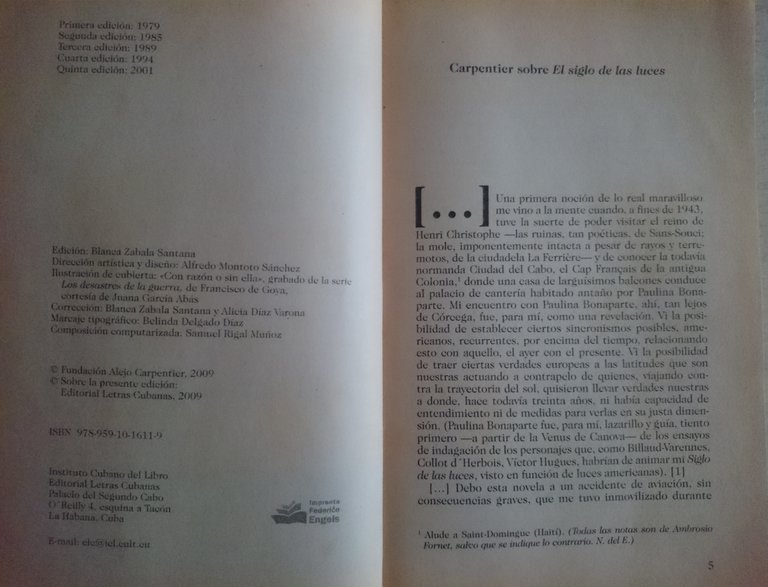 Primera edición: 1979
Segunda edición: 1985
Tercera edición: 1989
Cuarta edición: 1994
Quinta edición: 2001
Edición: Blanca Zabala Santana
Dirección artística y diseño: Alfredo Montoto Sánchez
Ilustración de cubierta: «Con razón o sin ella», grabado de la serie
Los desastres de la guerra, de Francisco de Goya,
cortesía de Juana García Abás
Corrección: Blanca Zabala Santana y Alicia Díaz Varona
Marcaje tipográfico: Belinda Delgado Díaz
Composición computarizada: Samuel Rigal Muñoz
© Fundación Alejo Carpentier, 2009
© Sobre la presente edición:
Editorial Letras Cubanas, 2009
ISBN 978-959-10-1611-9
Instituto Cubano del Libro
Editorial Letras Cubanas
Palacio del Segundo Cabo
O´Reilly 4, esquina a Tacón
La Habana, Cuba
E-mail: elc@icl.cult.cu
Imprenta
Federico
Engels
Carpentier sobre El siglo de las luces
[...] Una primera noción de lo real maravilloso
me vino a la mente cuando, a fines de 1943,
tuve la suerte de poder visitar el reino de
Henri Christophe —las ruinas, tan poéticas, de Sans-Souci;
la mole, imponentemente intacta a pesar de rayos y terre-
motos, de la ciudadela La Ferrière— y de conocer la todavía
normanda Ciudad del Cabo, el Cap Français de la antigua
Colonia,¹ donde una casa de larguísimos balcones conduce
al palacio de cantería habitado antaño por Paulina Bona-
parte. Mi encuentro con Paulina Bonaparte, ahí, tan lejos
de Córcega, fue, para mí, como una revelación. Vi la po-
sibilidad de establecer ciertos sincronismos posibles, ame-
ricanos, recurrentes, por encima del tiempo, relacionando
esto con aquello, el ayer con el presente. Vi la posibilidad
de traer ciertas verdades europeas a las latitudes que son
nuestras actuando a contrapelo de quienes, viajando con-
tra la trayectoria del sol, quisieron llevar verdades nuestras
a donde, hace todavía treinta años, ni había capacidad de
entendimiento ni de medidas para verlas en su justa dimen-
sión. (Paulina Bonaparte fue, para mí, lazarillo y guía, tiento
primero —a partir de la Venus de Canova— de los ensayos
de indagación de los personajes que, como Billaud-Varennes,
Collot d´Herbois, Víctor Hugues, habrían de animar mi Siglo
de las luces, visto en función de luces americanas). [1]
[...] Debo esta novela a un accidente de aviación, sin
consecuencias graves, que me tuvo inmovilizado durante
¹ Alude a Saint-Domingue (Haití). (Todas las notas son de Ambrosio
Fornet, salvo que se indique lo contrario. N. del E.)
5